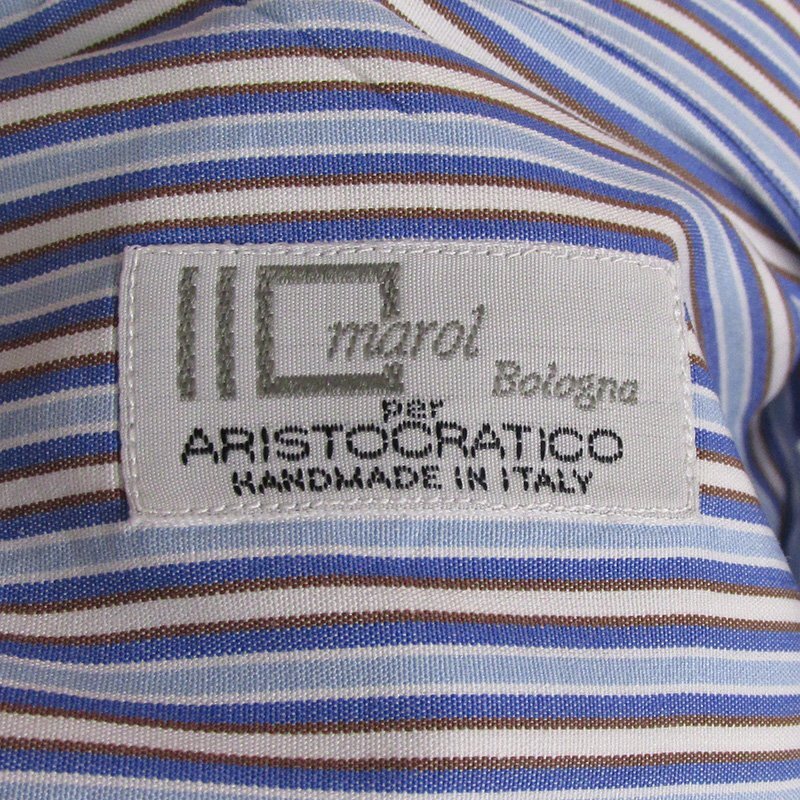 marol
Bologna
per
ARISTOCRATICO
HANDMADE IN ITALY